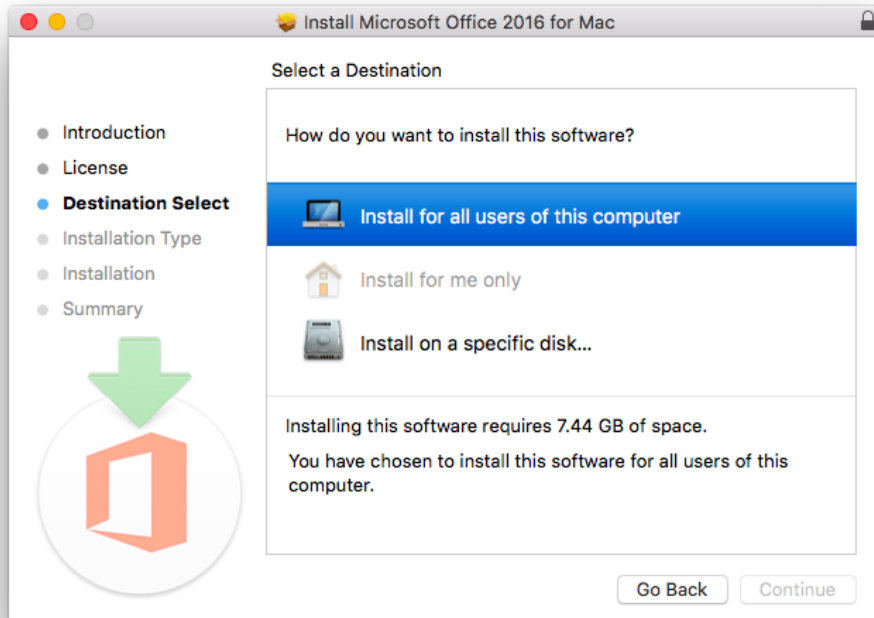 Install Microsoft Office 2016 for Mac
Select a Destination
Introduction
License
Destination Select
Installation Type
Installation
Summary
How do you want to install this software?
Install for all users of this computer
Install for me only
Install on a specific disk...
Installing this software requires 7.44 GB of space.
You have chosen to install this software for all users of this
computer.
Go Back
Continue